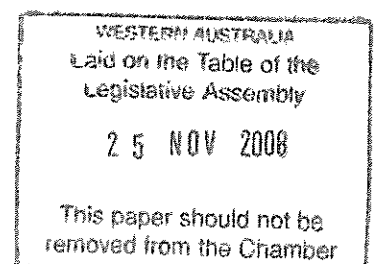 WESTERN AUSTRALIA
Laid on the Table of the
Legislative Assembly
25 NOV 2008
This paper should not be
removed from the Chamber